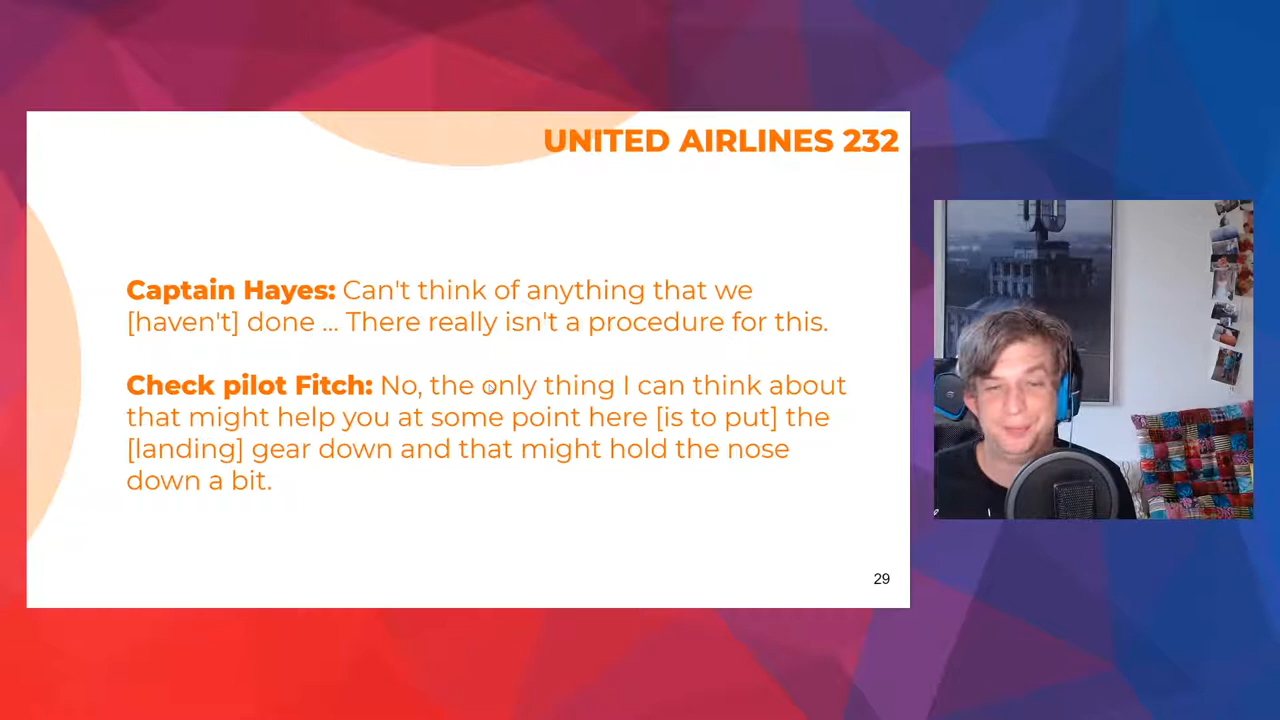 UNITED AIRLINES 232
Captain Hayes: Can't think of anything that we
[haven't] done ... There really isn't a procedure for this.
Check pilot Fitch: No, the only thing I can think about
that might help you at some point here [is to put] the
[landing] gear down and that might hold the nose
down a bit.
29